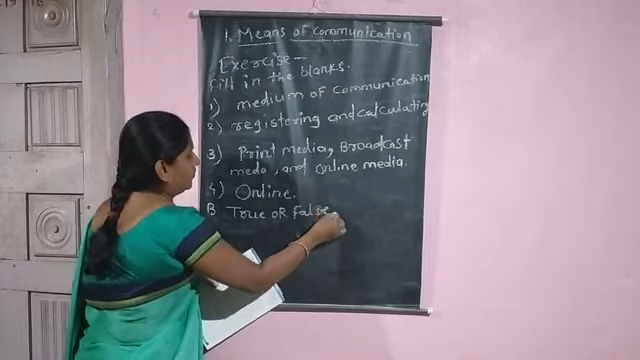 1, Means of Communication
Exercise-
Fill in the blanks.
1) medium of communication
2) registering and calculating
3) Print media, Broadcast
meda, and online media.
4) Online.
B True OR False.